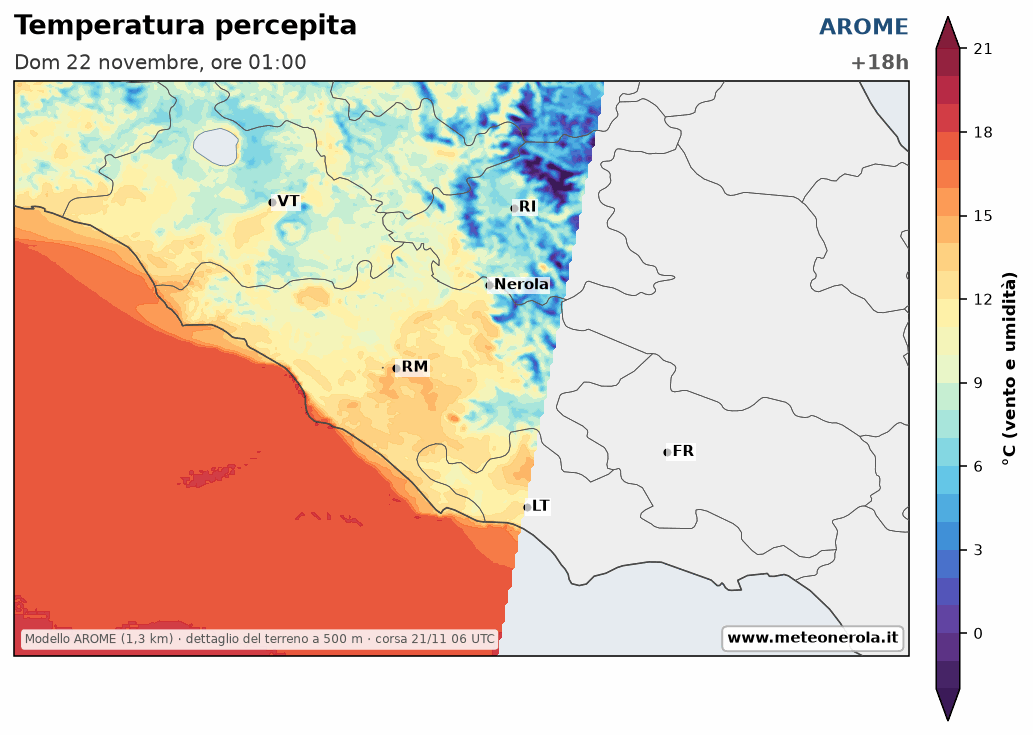 Temperatura percepita
AROME
Dom 22 novembre, ore 01:00
+18h
VT
RI
Nerola
RM
FR
LT
Modello AROME (1,3 km) · dettaglio del terreno a 500 m · corsa 21/11 06 UTC
www.meteonerola.it
21
18
15
12
9
6
3
0
°C (vento e umidità)